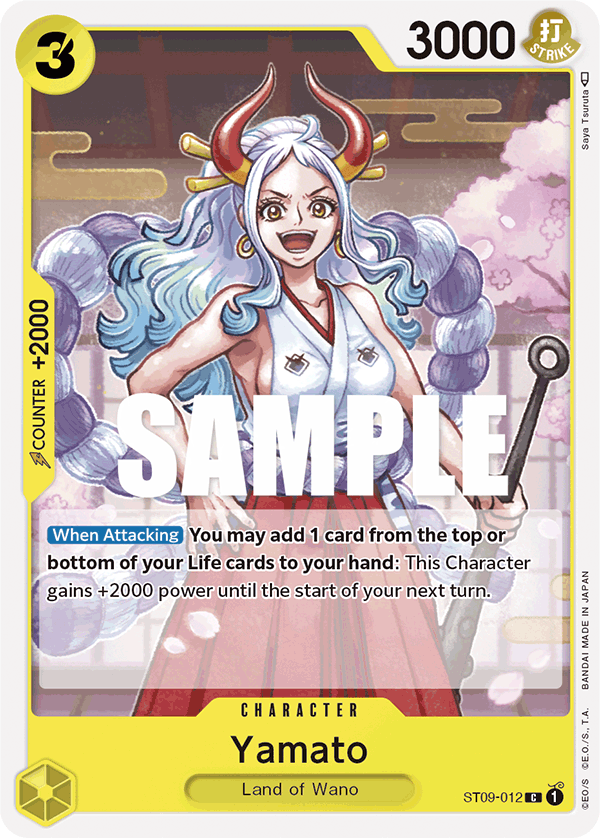 3
3000
打
STRIKE
Saya Tsuruta
COUNTER +2000
SAMPLE
When Attacking You may add 1 card from the top or
bottom of your Life cards to your hand: This Character
gains +2000 power until the start of your next turn.
CHARACTER
Yamato
Land of Wano
ST09-012 C 1
©E.O/S ©E.O./S., T.A. BANDAI MADE IN JAPAN